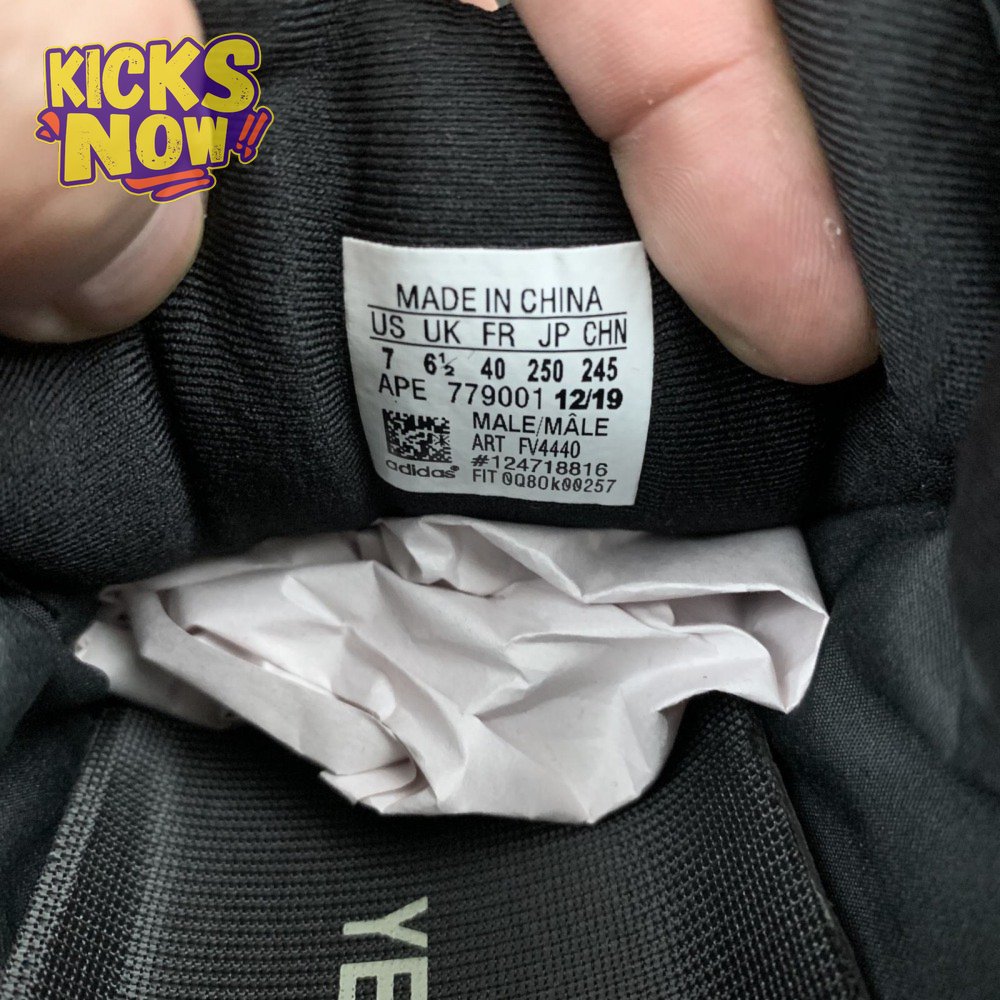 KICKS
NOW!!
MADE IN CHINA
US UK FR JP CHN
7 6½ 40 250 245
APE 779001 12/19
MALE/MÂLE
ART FV4440
#124718816
adidas®
FIT 0Q80k00257
YE